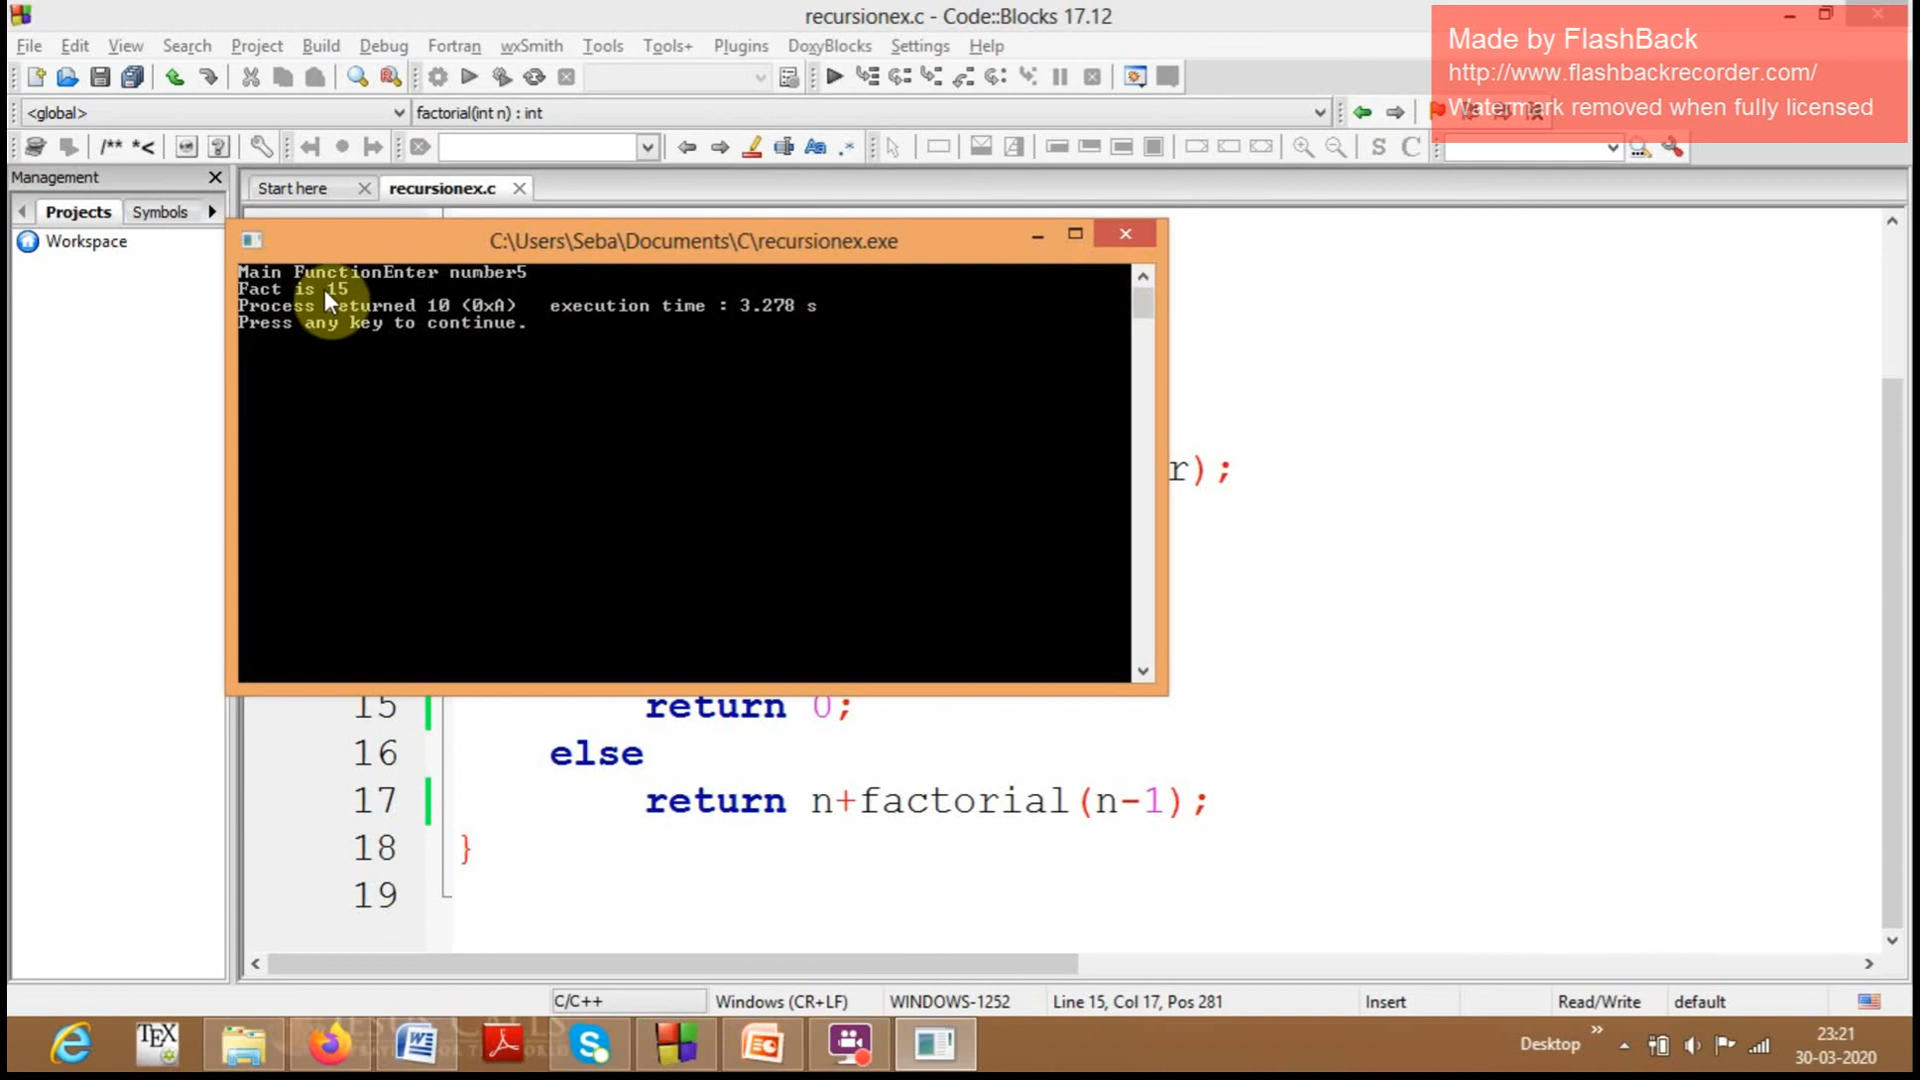 recursionex.c - Code::Blocks 17.12
Made by FlashBack
http://www.flashbackrecorder.com/
Watermark removed when fully licensed
File Edit View Search Project Build Debug Fortran wxSmith Tools Tools+ Plugins DoxyBlocks Settings Help
<global> factorial(int n) : int
/** *<
S C
Management
Start here recursionex.c
Projects Symbols
Workspace
C:\Users\Seba\Documents\C\recursionex.exe
Main FunctionEnter number5
Fact is 15
Process returned 10 (0xA) execution time : 3.278 s
Press any key to continue.
r);
15 return 0;
16 else
17 return n+factorial(n-1);
18 }
19
C/C++ Windows (CR+LF) WINDOWS-1252 Line 15, Col 17, Pos 281 Insert Read/Write default
TEX
Desktop
23:21
30-03-2020